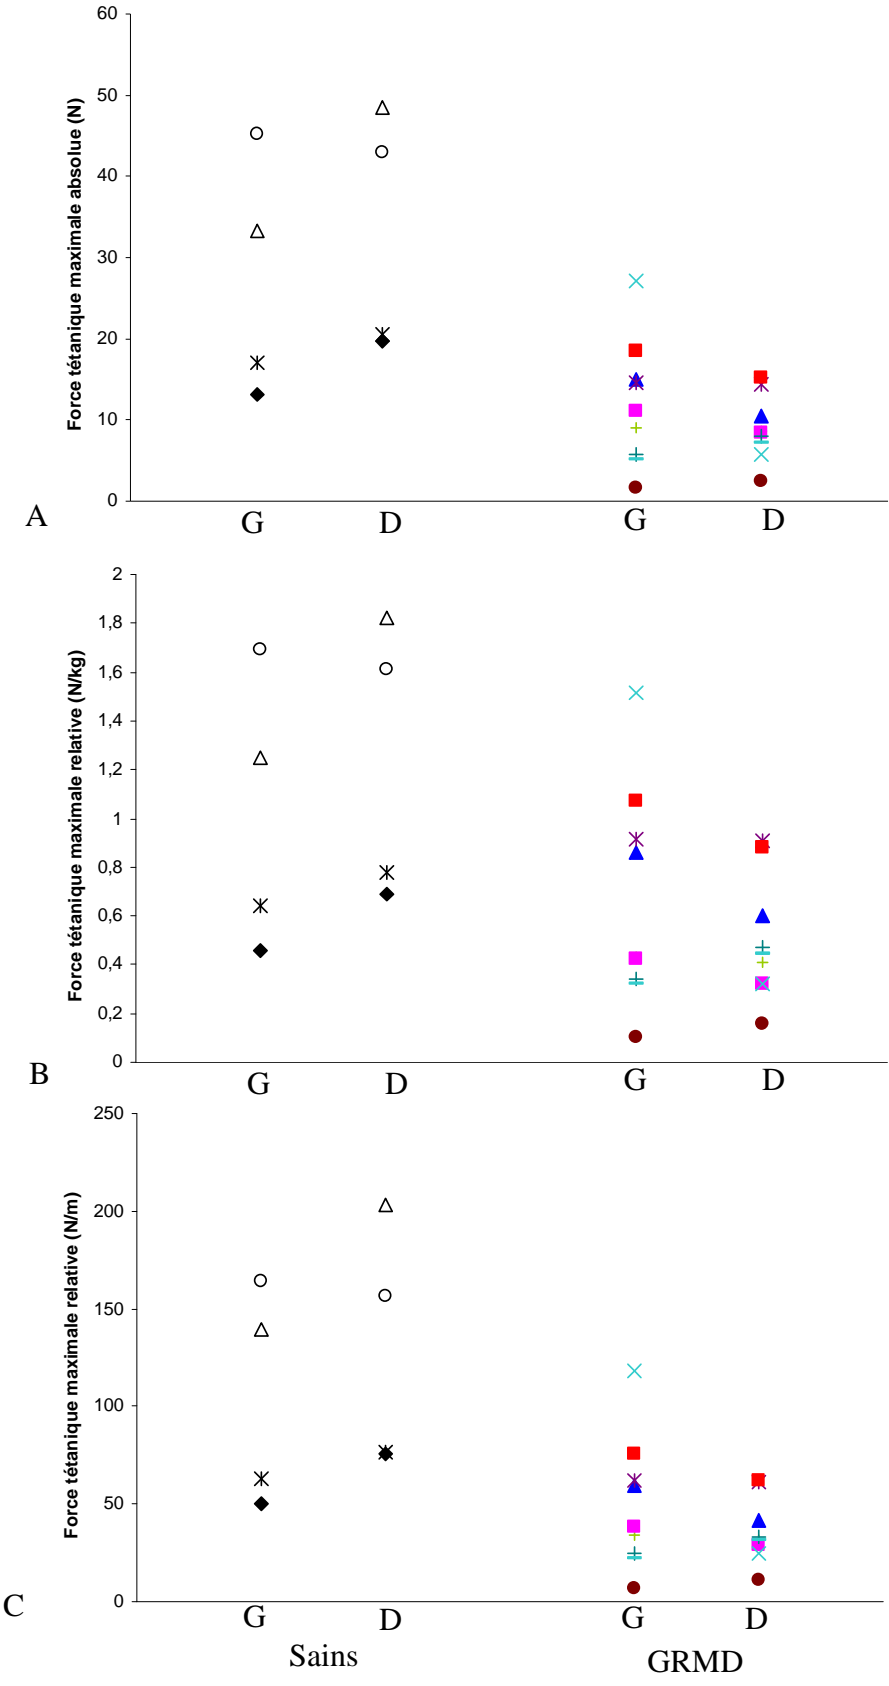 60
50
40
30
20
10
0
Force tétanique maximale absolue (N)
A
G D G D
2
1,8
1,6
1,4
1,2
1
0,8
0,6
0,4
0,2
0
Force tétanique maximale relative (N/kg)
B
G D G D
250
200
150
100
50
0
Force tétanique maximale relative (N/m)
C
G D G D
Sains GRMD